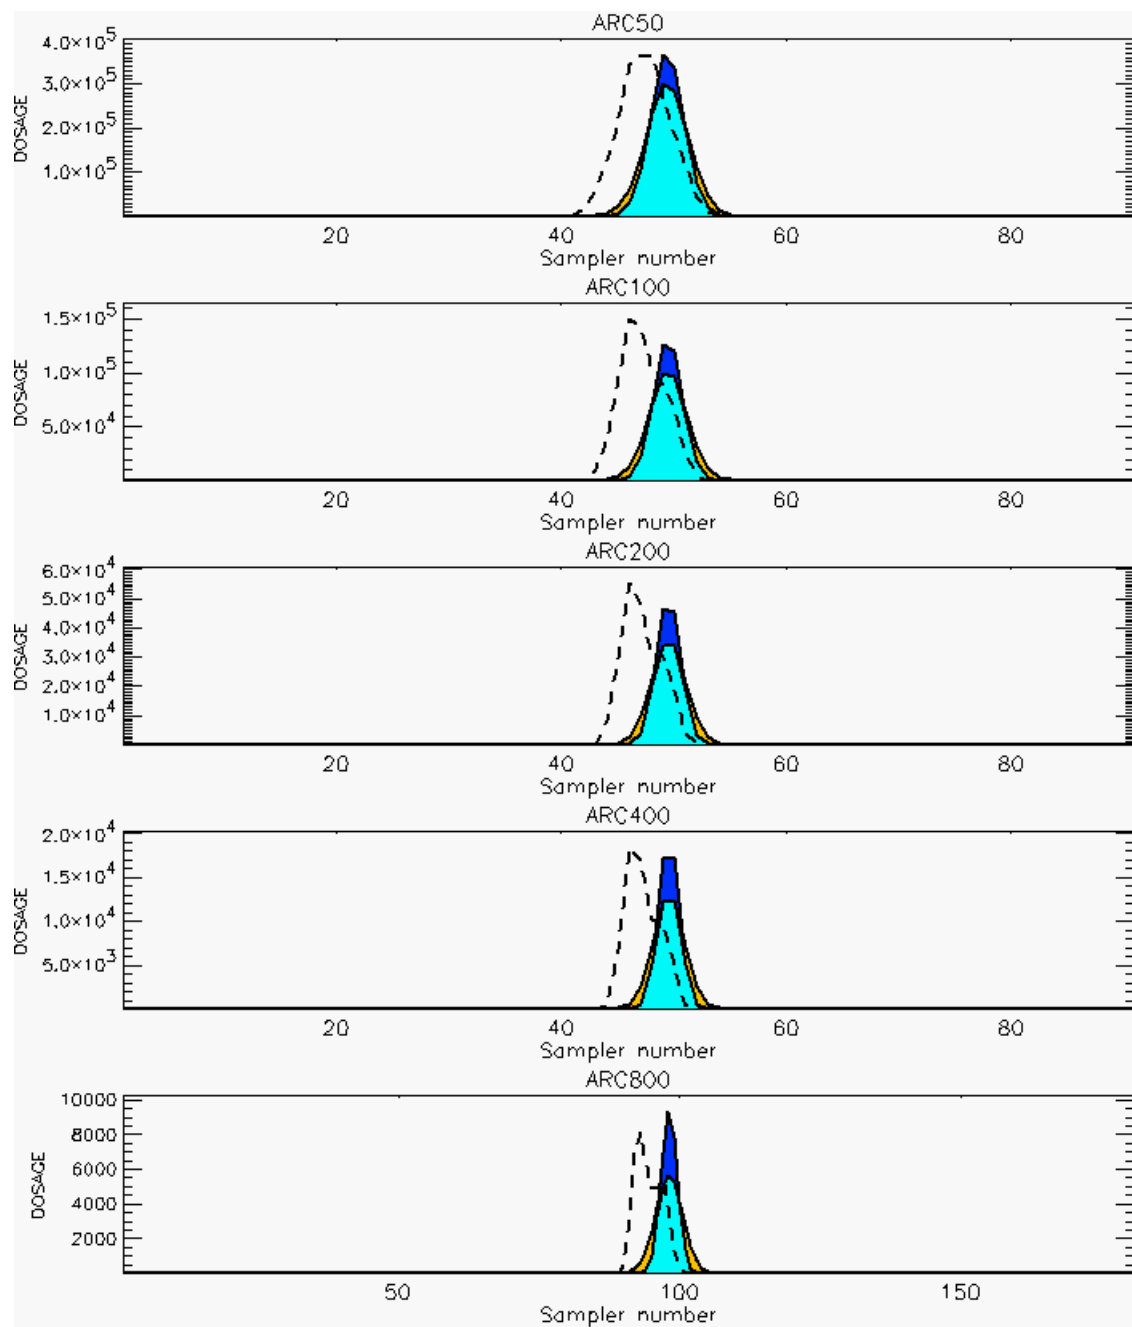 ARC50
4.0×10^5
3.0×10^5
2.0×10^5
1.0×10^5
DOSAGE
20 40 60 80
Sampler number
ARC100
1.5×10^5
1.0×10^5
5.0×10^4
DOSAGE
20 40 60 80
Sampler number
ARC200
6.0×10^4
5.0×10^4
4.0×10^4
3.0×10^4
2.0×10^4
1.0×10^4
DOSAGE
20 40 60 80
Sampler number
ARC400
2.0×10^4
1.5×10^4
1.0×10^4
5.0×10^3
DOSAGE
20 40 60 80
Sampler number
ARC800
10000
8000
6000
4000
2000
DOSAGE
50 100 150
Sampler number